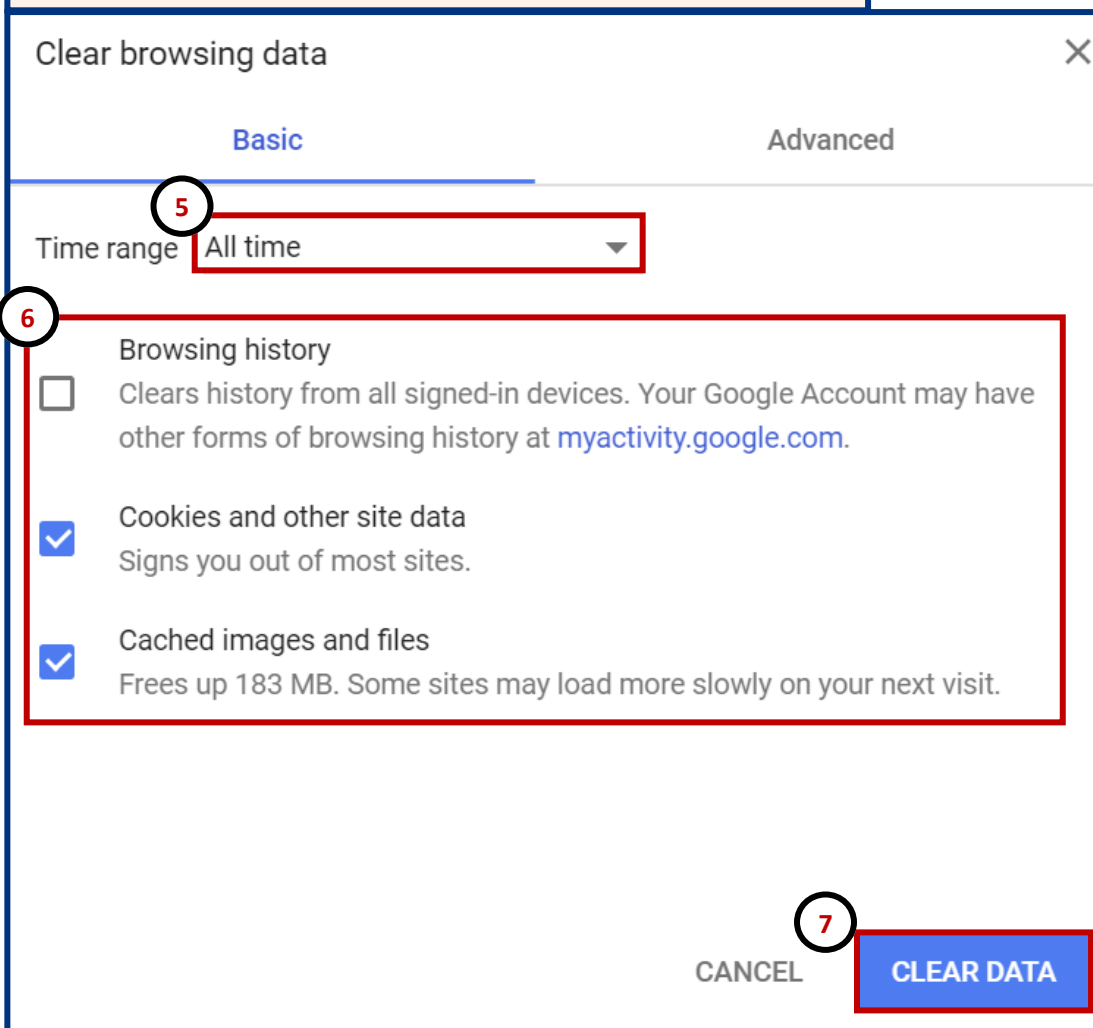 Clear browsing data
Basic
Advanced
5
Time range
All time
6
Browsing history
Clears history from all signed-in devices. Your Google Account may have
other forms of browsing history at myactivity.google.com.
Cookies and other site data
Signs you out of most sites.
Cached images and files
Frees up 183 MB. Some sites may load more slowly on your next visit.
7
CANCEL
CLEAR DATA